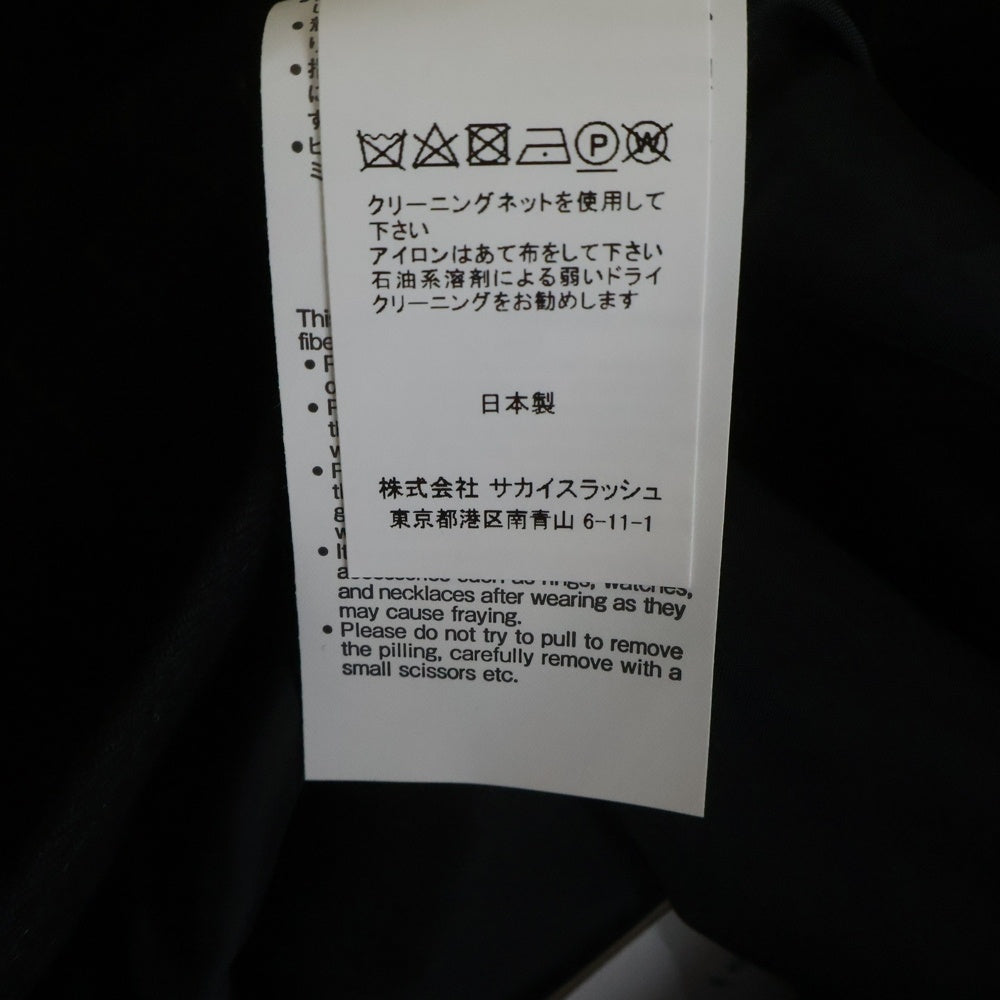 P W
クリーニングネットを使用して
下さい
アイロンはあて布をして下さい
石油系溶剤による弱いドライ
クリーニングをお勧めします
日本製
株式会社 サカイスラッシュ
東京都港区南青山 6-11-1
and necklaces after wearing as they
may cause fraying.
• Please do not try to pull to remove
the pilling, carefully remove with a
small scissors etc.